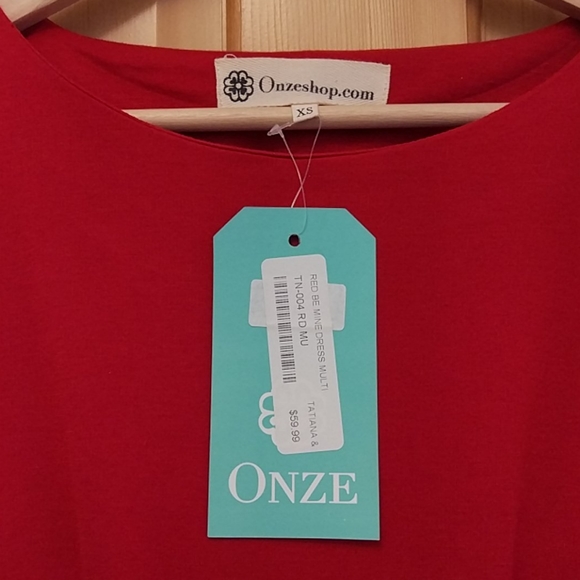 Onzeshop.com
XS
RED BE MINE DRESS MULTI
TATIANA &
TN-004 RD MU
$59.99
ONZE